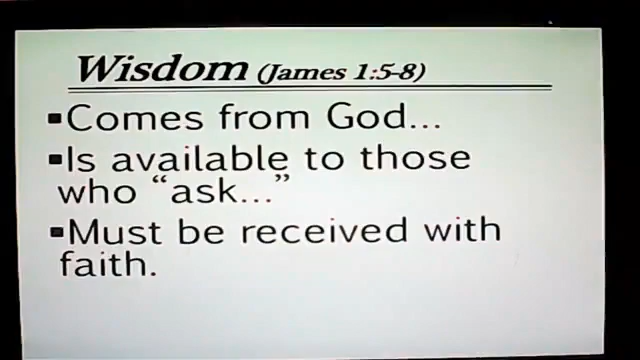 Wisdom (James 1:5-8)
▪Comes from God...
▪Is available to those
who “ask...”
▪Must be received with
faith.